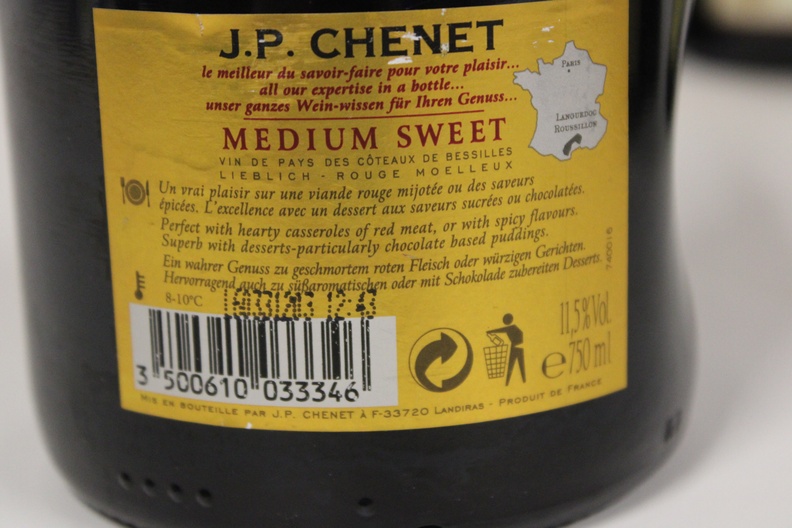 J.P. CHENET
le meilleur du savoir-faire pour votre plaisir...
all our expertise in a bottle...
unser ganzes Wein-wissen für Ihren Genuss...
PARIS
LANGUEDOC
ROUSSILLON
MEDIUM SWEET
VIN DE PAYS DES CÔTEAUX DE BESSILLES
LIEBLICH - ROUGE MOELLEUX
Un vrai plaisir sur une viande rouge mijotée ou des saveurs
épicées. L'excellence avec un dessert aux saveurs sucrées ou chocolatées.
Perfect with hearty casseroles of red meat, or with spicy flavours.
Superb with desserts-particularly chocolate based puddings.
Ein wahrer Genuss zu geschmortem roten Fleisch oder würzigen Gerichten.
Hervorragend auch zu süßaromatischen oder mit Schokolade zubereiten Desserts.
8-10°C
12:43
11,5%Vol.
e 750 ml
3 500610 033346
MIS EN BOUTEILLE PAR J.P. CHENET À F-33720 LANDIRAS - PRODUIT DE FRANCE